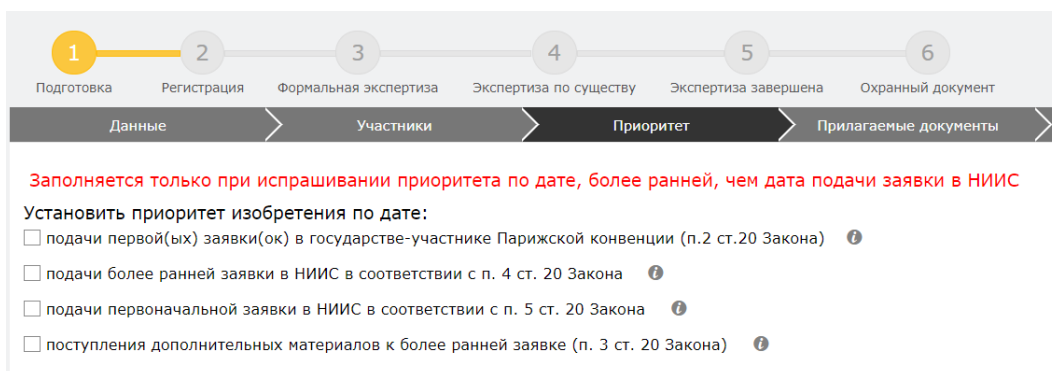 1 2 3 4 5 6
Подготовка Регистрация Формальная экспертиза Экспертиза по существу Экспертиза завершена Охранный документ
Данные Участники Приоритет Прилагаемые документы
Заполняется только при испрашивании приоритета по дате, более ранней, чем дата подачи заявки в НИИС
Установить приоритет изобретения по дате:
подачи первой(ых) заявки(ок) в государстве-участнике Парижской конвенции (п.2 ст.20 Закона) i
подачи более ранней заявки в НИИС в соответствии с п. 4 ст. 20 Закона i
подачи первоначальной заявки в НИИС в соответствии с п. 5 ст. 20 Закона i
поступления дополнительных материалов к более ранней заявке (п. 3 ст. 20 Закона) i